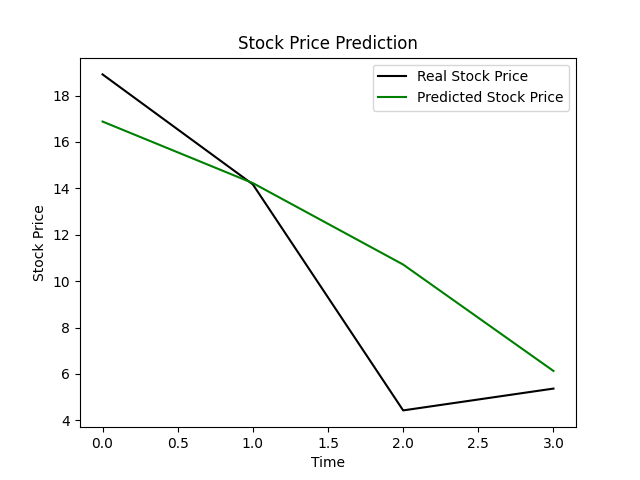 Stock Price Prediction
Real Stock Price
Predicted Stock Price
Stock Price
18
16
14
12
10
8
6
4
0.0 0.5 1.0 1.5 2.0 2.5 3.0
Time